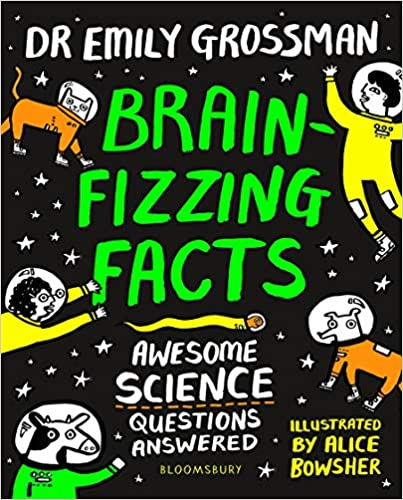 DR EMILY GROSSMAN
BRAIN-
FIZZING
FACTS
AWESOME
SCIENCE
QUESTIONS
ANSWERED
BLOOMSBURY
ILLUSTRATED
BY ALICE
BOWSHER